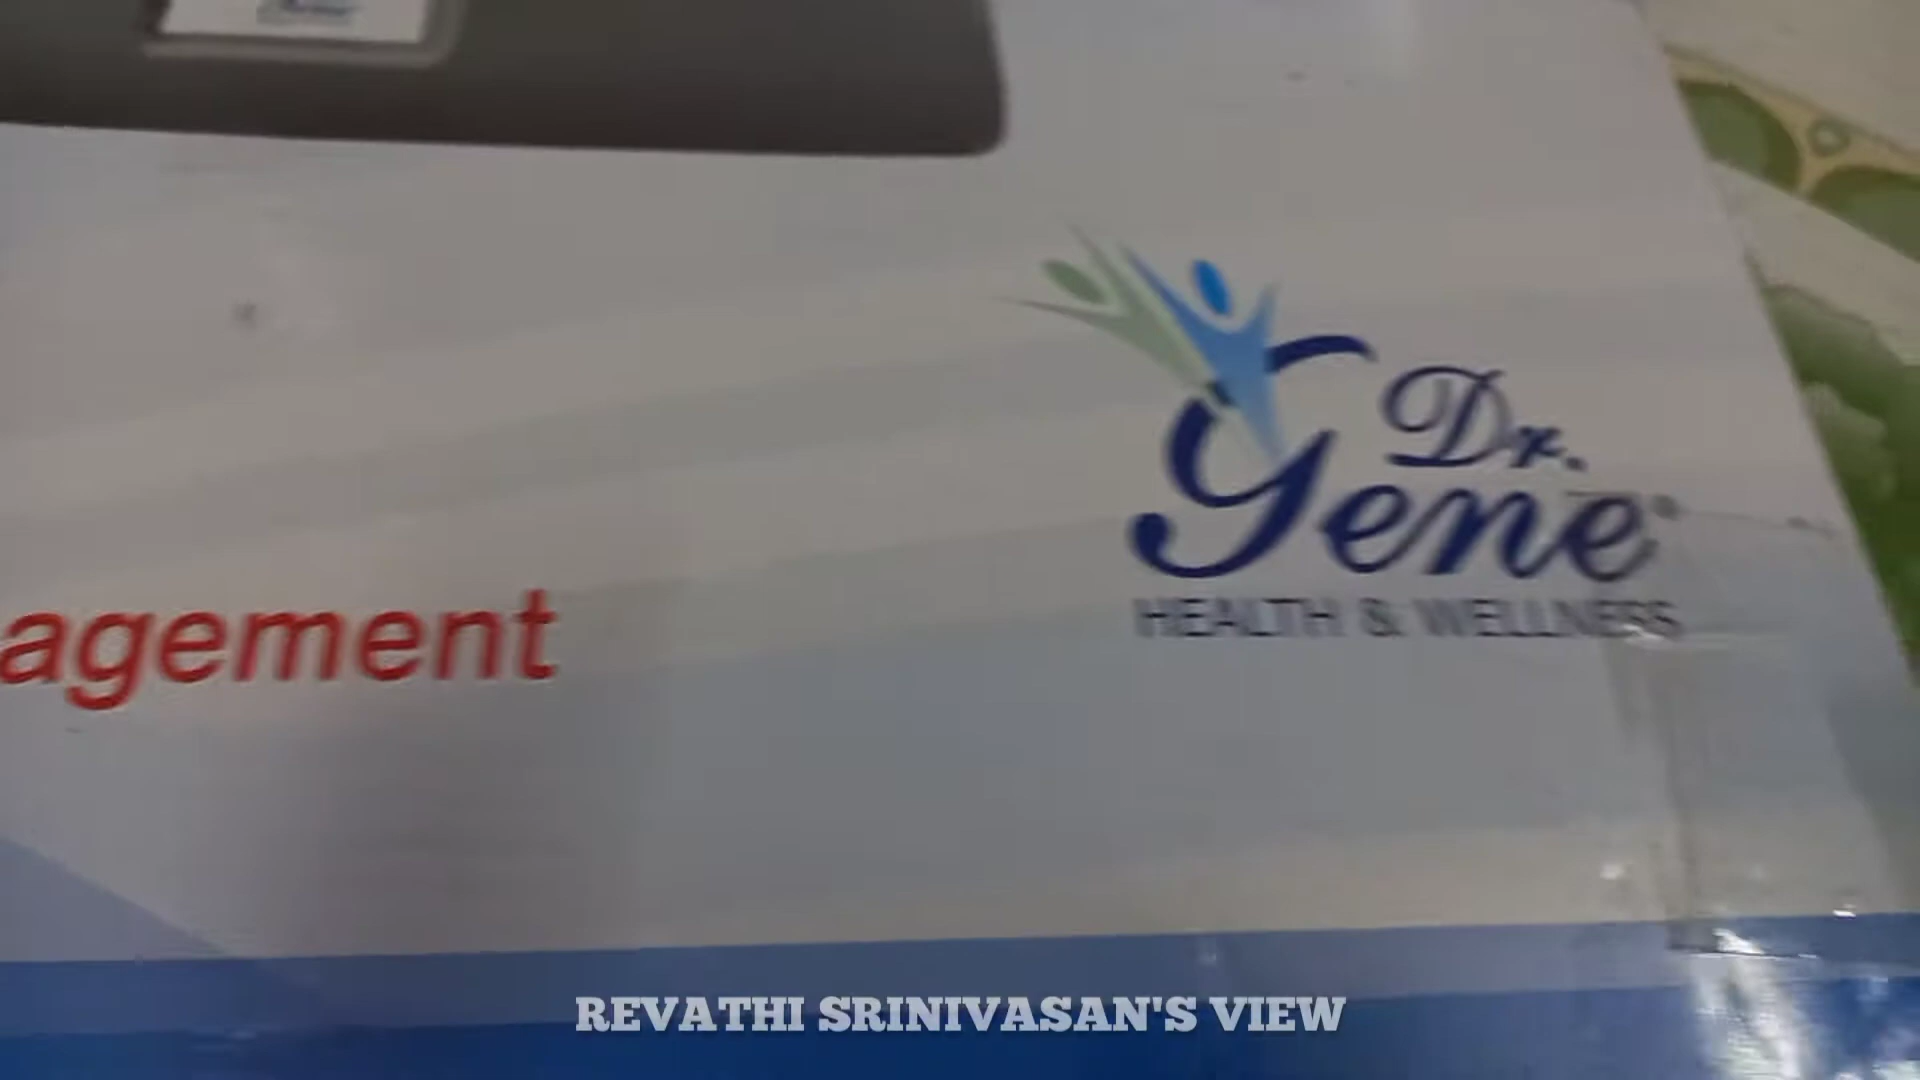 Dr.
Gene
HEALTH & WELLNESS
agement
REVATHI SRINIVASAN'S VIEW